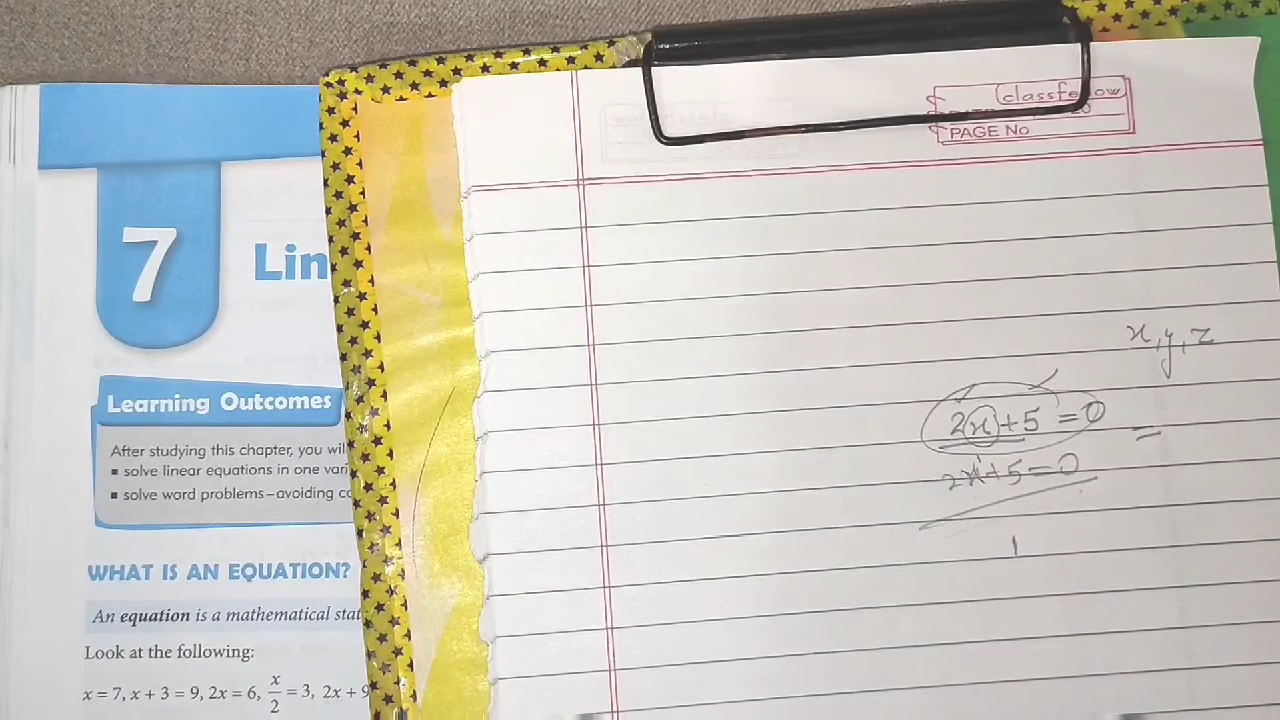 7
Lin
Learning Outcomes
After studying this chapter, you wil
▪ solve linear equations in one vari
▪ solve word problems – avoiding co
WHAT IS AN EQUATION?
An equation is a mathematical stat
Look at the following:
x = 7, x + 3 = 9, 2x = 6, x/2 = 3, 2x + 9
PAGE No
x, y, z
2x+5 = 0
=
2x¹+5=0
1